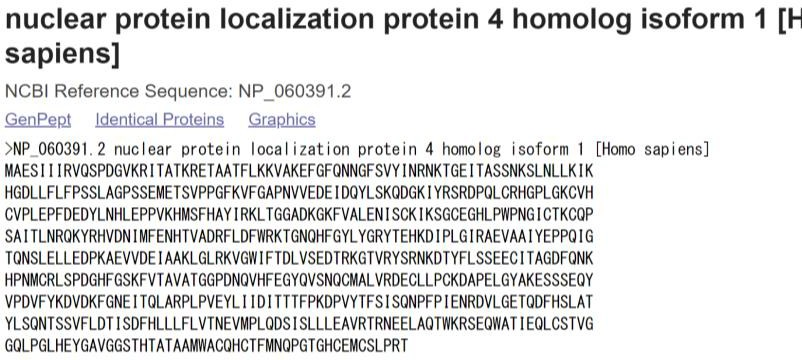 nuclear protein localization protein 4 homolog isoform 1 [H
sapiens]
NCBI Reference Sequence: NP_060391.2
GenPept Identical Proteins Graphics
>NP_060391.2 nuclear protein localization protein 4 homolog isoform 1 [Homo sapiens]
MAESIIIRVQSPDGVKRITATKRETAATFLKKVAKEFGFQNNGFSVYINRNKTGEITASSNKSLNLLKIK
HGDLLFLFPSSLAGPSSEMETSVPPGFKVFGAPNVVEDEIDQYLSKQDGKIYRSRDPQLCRHGPLGKCVH
CVPLEPFDEDYLNHLEPPVKHMSFHAYIRKLTGGADKGKFVALENISCKIKSGCEGHLPWPNGICTKCQP
SAITLNRQKYRHVDNIMFENHTVADRFLDFWRKTGNQHFGYLYGRYTEHKDIPLGIRAEVAAIYEPPQIG
TQNSLELLEDPKAEVVDEIAAKLGLRKVGWIFTDLVSEDTRKGTVRYSRNKDTYFLSSEECITAGDFQNK
HPNMCRLSPDGHFGSKFVTAVATGGPDNQVHFEGYQVSNQCMALVRDECLLPCKDAPELGYAKESSSEQY
VPDVFYKDVDKFGNEITQLARPLPVEYLIIDITTTFPKDPVYTFSISQNPFPIENRDVLGETQDFHSLAT
YLSQNTSSVFLDTISDFHLLLFLVTNEVMPLQDSISLLLEAVRTRNEELAQTWKRSEQWATIEQLCSTVG
GQLPGLHEYGAVGGSTHTATAAMWACQHCTFMNQPGTGHCEMCSLPRT